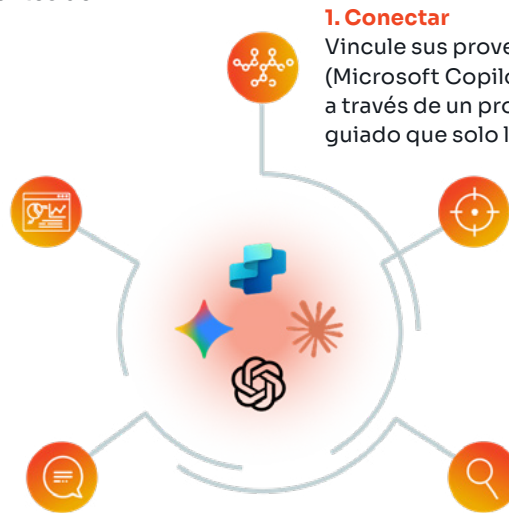 1. Conectar
Vincule sus
(Microsoft
a través de un
guiado que solo